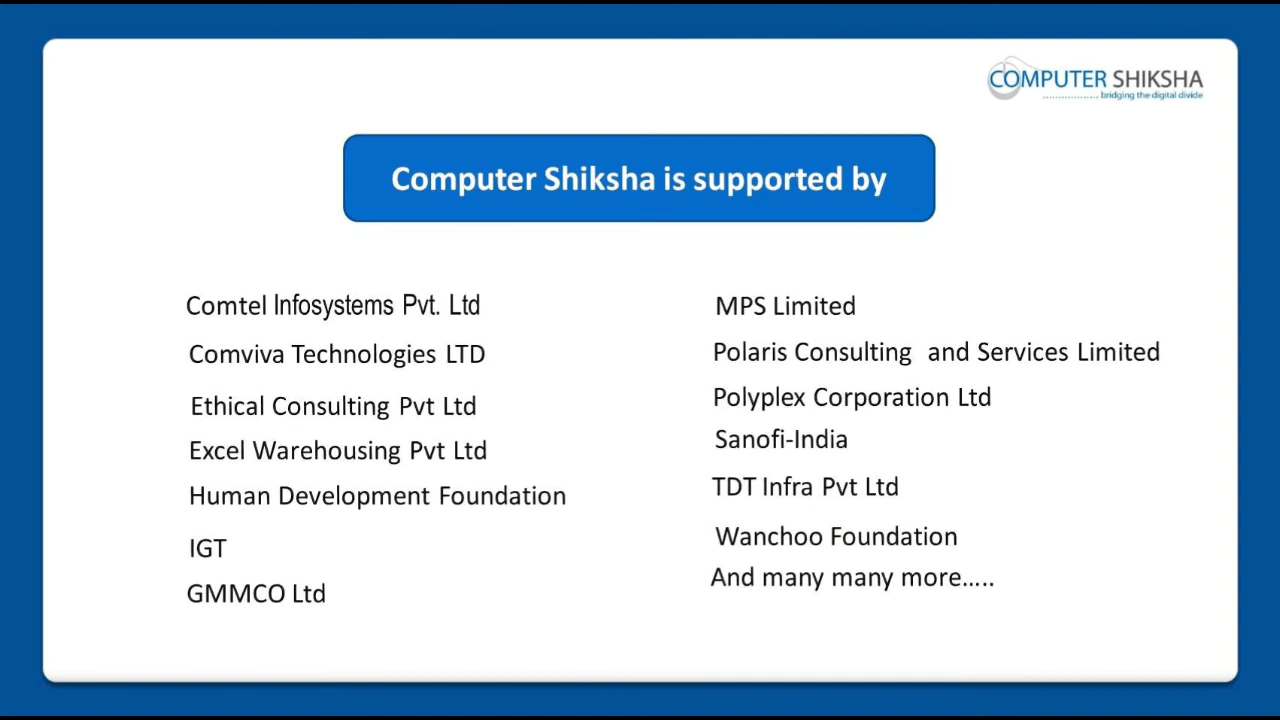 COMPUTER SHIKSHA
bridging the digital divide
Computer Shiksha is supported by
Comtel Infosystems Pvt. Ltd
Comviva Technologies LTD
Ethical Consulting Pvt Ltd
Excel Warehousing Pvt Ltd
Human Development Foundation
IGT
GMMCO Ltd
MPS Limited
Polaris Consulting and Services Limited
Polyplex Corporation Ltd
Sanofi-India
TDT Infra Pvt Ltd
Wanchoo Foundation
And many many more.....